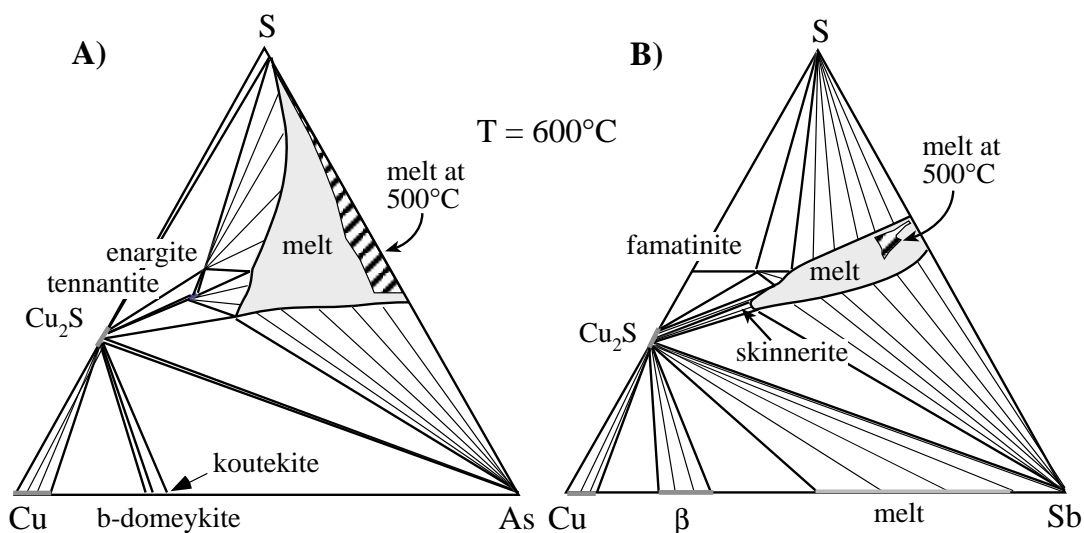 A)
S
T = 600°C
melt at
500°C
enargite
tennantite
melt
Cu₂S
koutekite
Cu
b-domeykite
As
B)
S
melt at
500°C
famatinite
melt
Cu₂S
skinnerite
Cu
β
melt
Sb